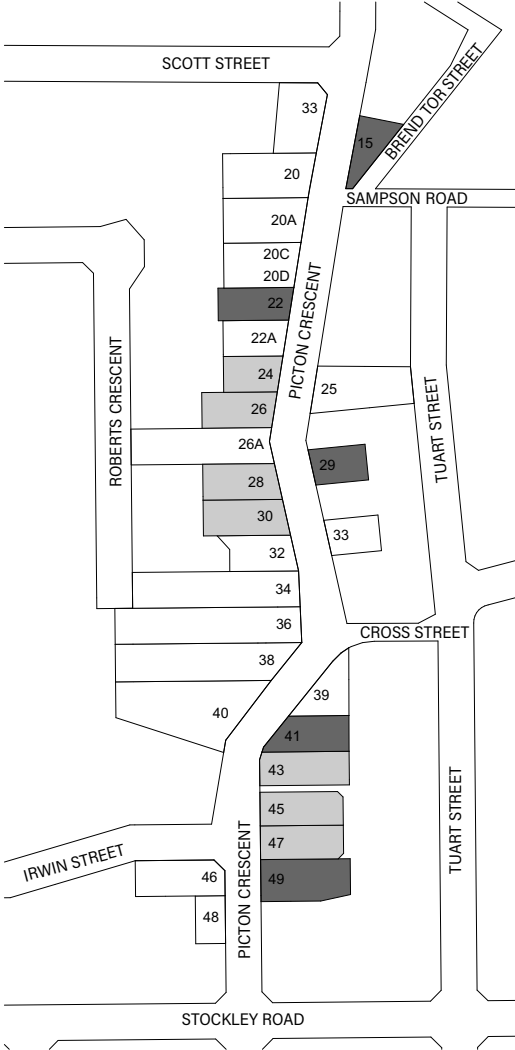 SCOTT STREET
33
15
BREND TOR STREET
20
SAMPSON ROAD
20A
20C
20D
22
PICTON CRESCENT
22A
24
25
26
ROBERTS CRESCENT
TUART STREET
26A
29
28
30
33
32
34
36
CROSS STREET
38
39
40
41
43
45
47
TUART STREET
IRWIN STREET
PICTON CRESCENT
46
49
48
STOCKLEY ROAD